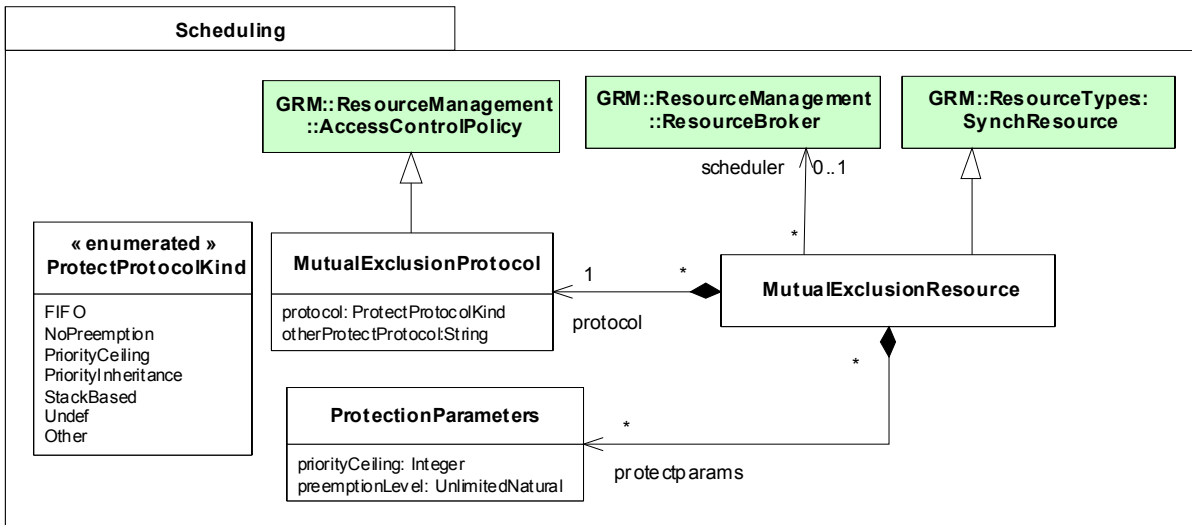 Scheduling
GRM::ResourceManagement
::AccessControlPolicy
GRM::ResourceManagement
::ResourceBroker
GRM::ResourceTypes::
SynchResource
scheduler
0..1
*
« enumerated »
ProtectProtocolKind
FIFO
NoPreemption
PriorityCeiling
PriorityInheritance
StackBased
Undef
Other
MutualExclusionProtocol
protocol: ProtectProtocolKind
otherProtectProtocol:String
1
*
protocol
MutualExclusionResource
*
ProtectionParameters
priorityCeiling: Integer
preemptionLevel: UnlimitedNatural
*
protectparams